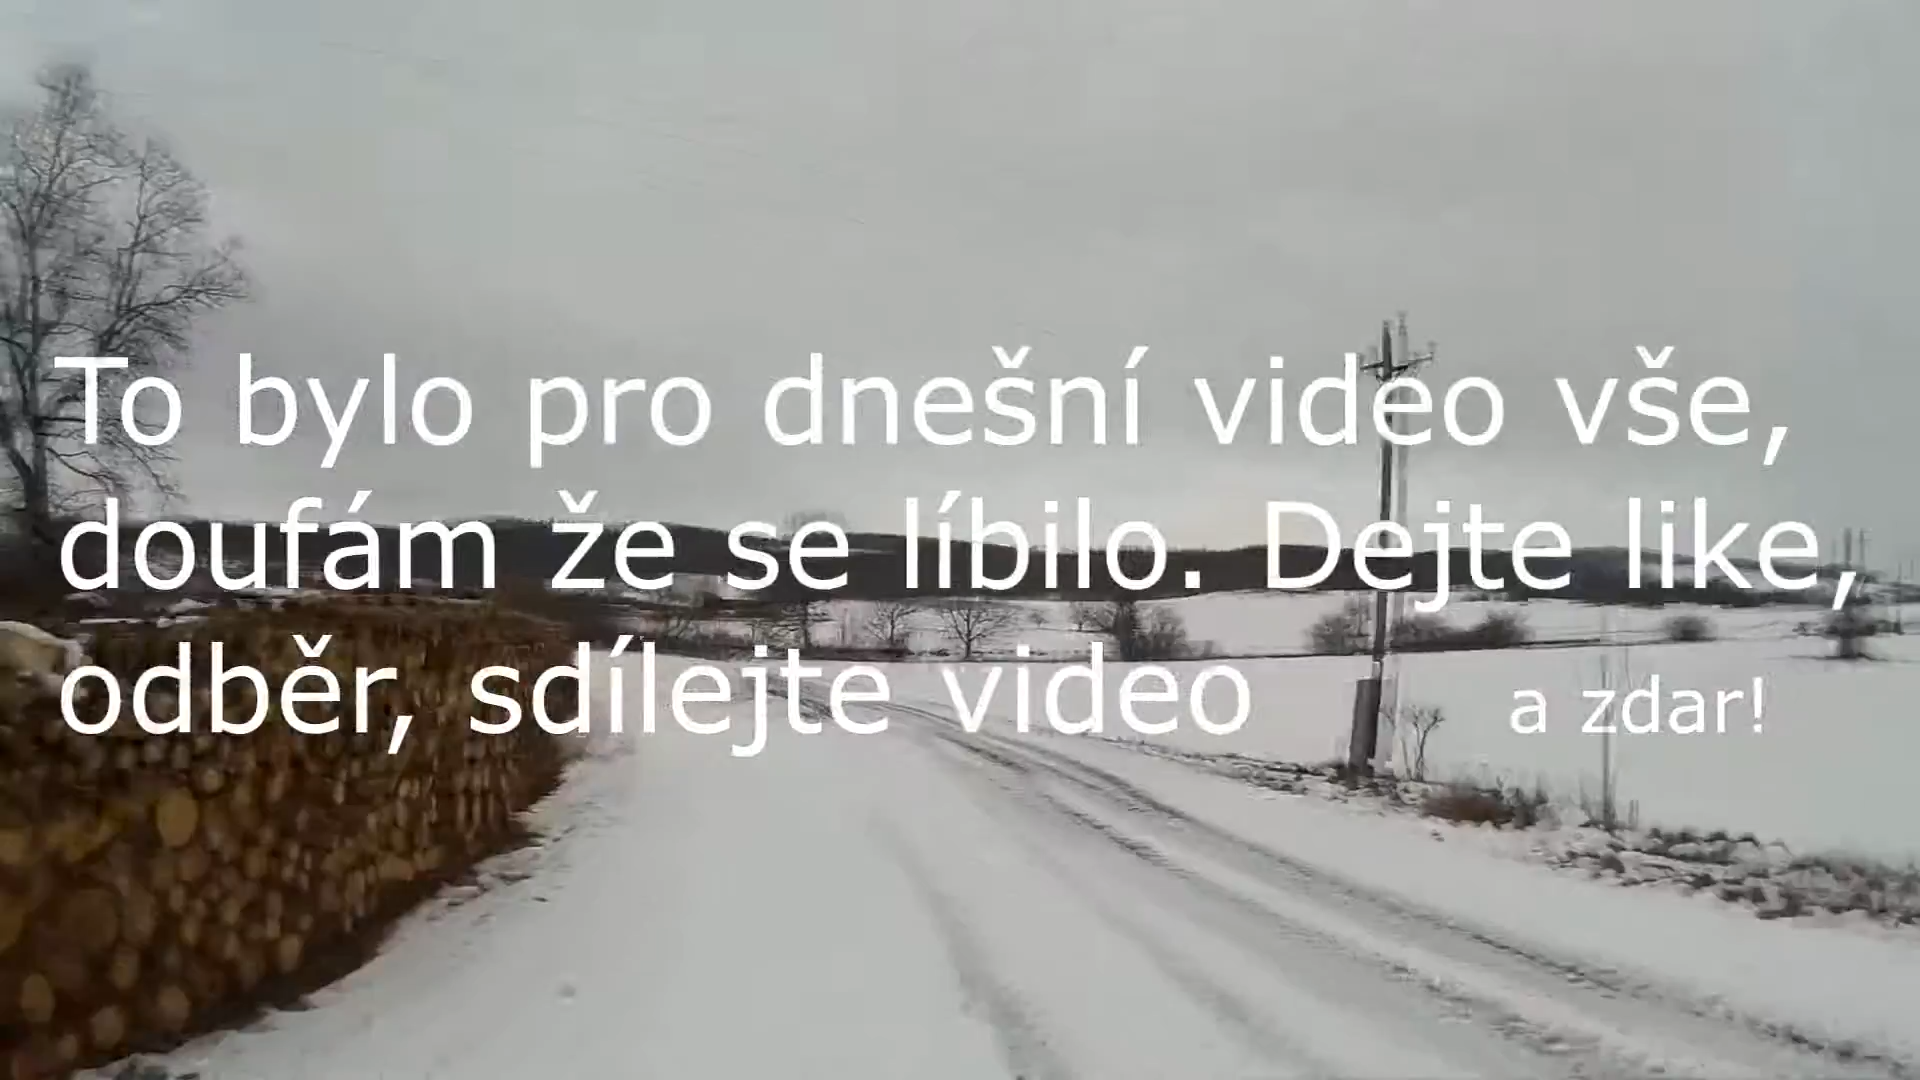 To bylo pro dnešní video vše,
doufám že se líbilo. Dejte like,
odběr, sdílejte video a zdar!